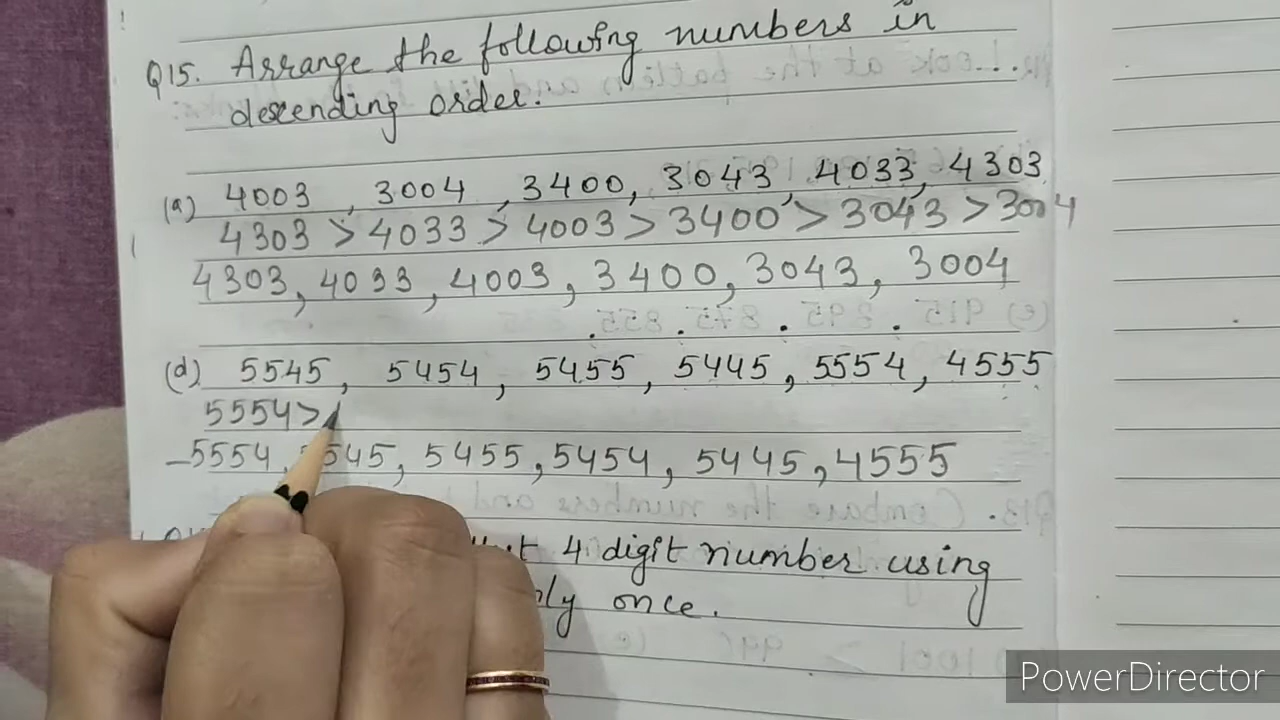 Q15. Arrange the following numbers in
descending order.
(a) 4003, 3004, 3400, 3043, 4033, 4303
4303 > 4033 > 4003 > 3400 > 3043 > 3004
4303, 4033, 4003, 3400, 3043, 3004
(d) 5545, 5454, 5455, 5445, 5554, 4555
5554 >
5554, 5545, 5455, 5454, 5445, 4555
4 digit number using
once.
PowerDirector